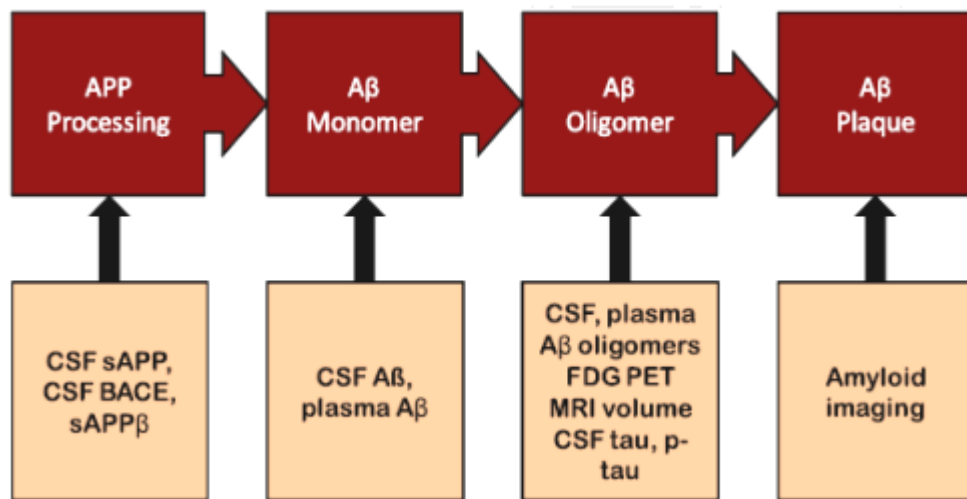 APP
Processing
Aβ
Monomer
Aβ
Oligomer
Aβ
Plaque
CSF sAPP,
CSF BACE,
sAPPβ
CSF Aß,
plasma Aβ
CSF, plasma
Aβ oligomers
FDG PET
MRI volume
CSF tau, p-
tau
Amyloid
imaging